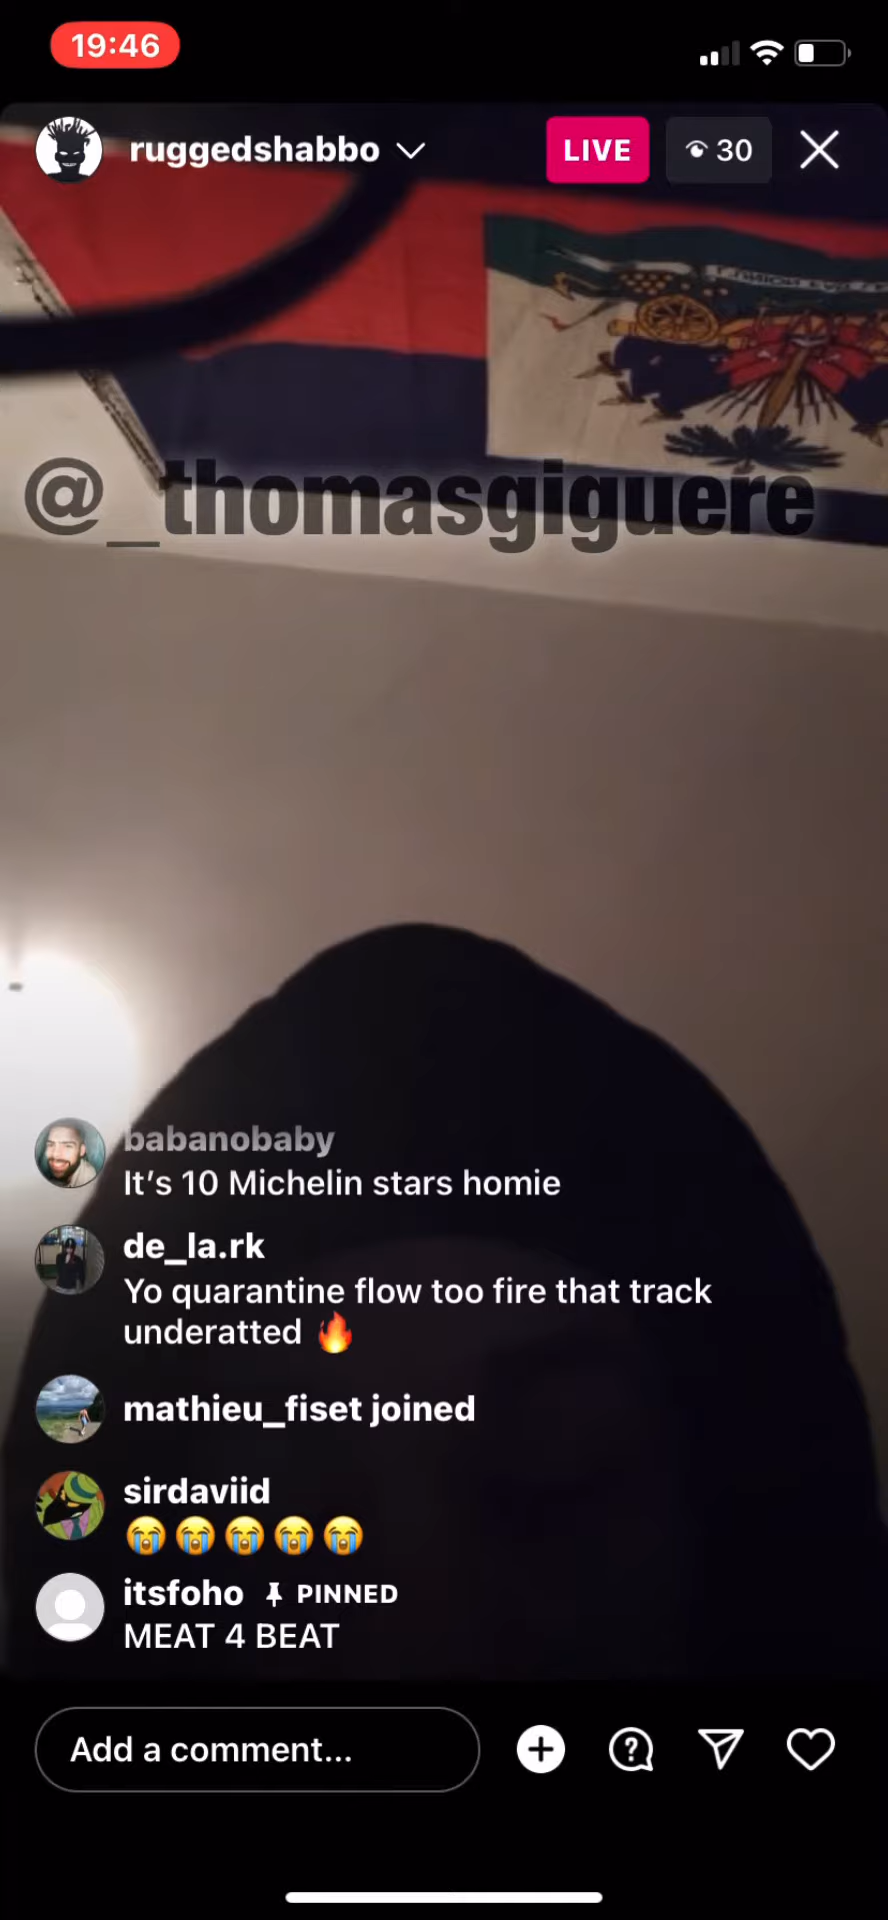 19:46
ruggedshabbo
LIVE
30
@_thomasgiguere
babanobaby
It’s 10 Michelin stars homie
de_la.rk
Yo quarantine flow too fire that track
underatted 🔥
mathieu_fiset joined
sirdaviid
😭😭😭😭😭
itsfoho PINNED
MEAT 4 BEAT
Add a comment...